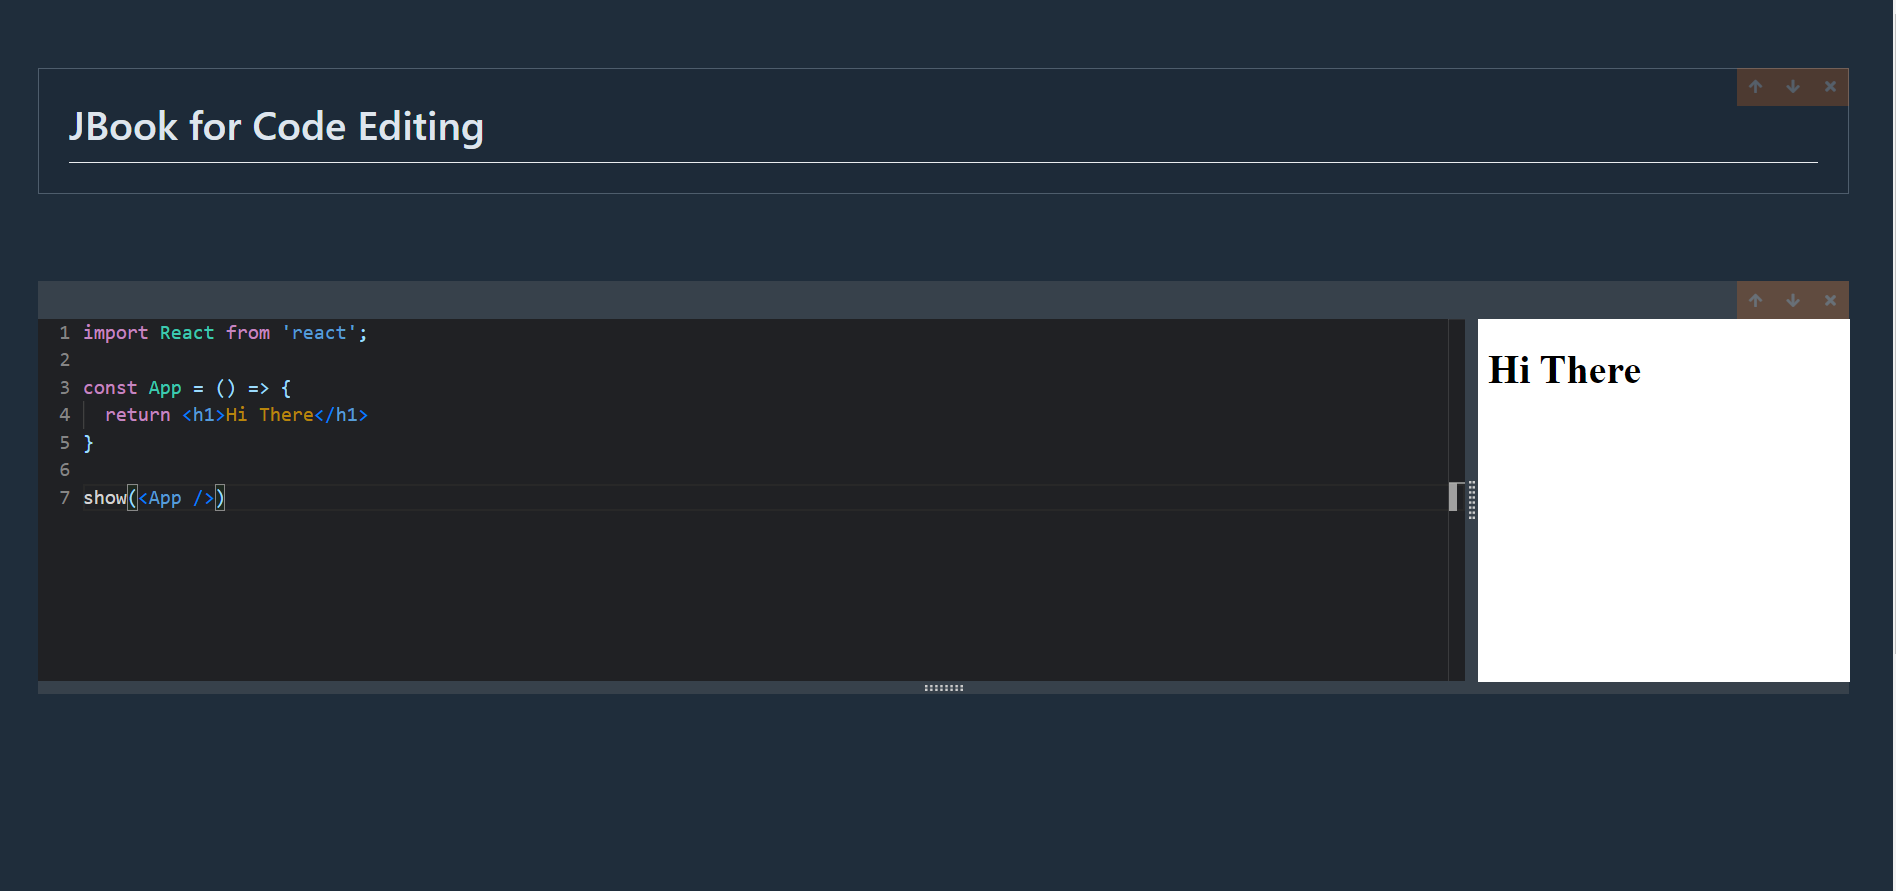 JBook for Code Editing
1 import React from 'react';
2
3 const App = () => {
4   return <h1>Hi There</h1>
5 }
6
7 show(<App />)
Hi There